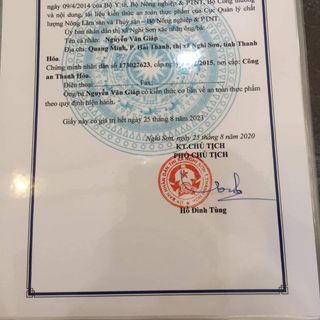 ngày 09/4/2014 của Bộ Y tế, Bộ Nông nghiệp & PTNT, Bộ Công thương
và nội dung, tài liệu kiến thức an toàn thực phẩm của Cục Quản lý chất
lượng Nông Lâm sản và Thủy sản – Bộ Nông nghiệp & PTNT.
Ủy ban nhân dân thị xã Nghi Sơn xác nhận ông/bà:
Tên cá nhân: Nguyễn Văn Giáp
Địa chỉ: Quang Minh, P. Hải Thanh, thị xã Nghi Sơn, tỉnh Thanh
Hóa.
Chứng minh nhân dân số 173027623, cấp ngày /2015, nơi cấp: Công
an Thanh Hóa.
Điện thoại Fax:
Ông/bà Nguyễn Văn Giáp có kiến thức cơ bản về an toàn thực phẩm
theo quy định hiện hành.
Giấy này có giá trị hết ngày 25 tháng 8 năm 2023
Nghi Sơn, ngày 25 tháng 8 năm 2020
KT.CHỦ TỊCH
PHÓ CHỦ TỊCH
Hồ Đình Tùng